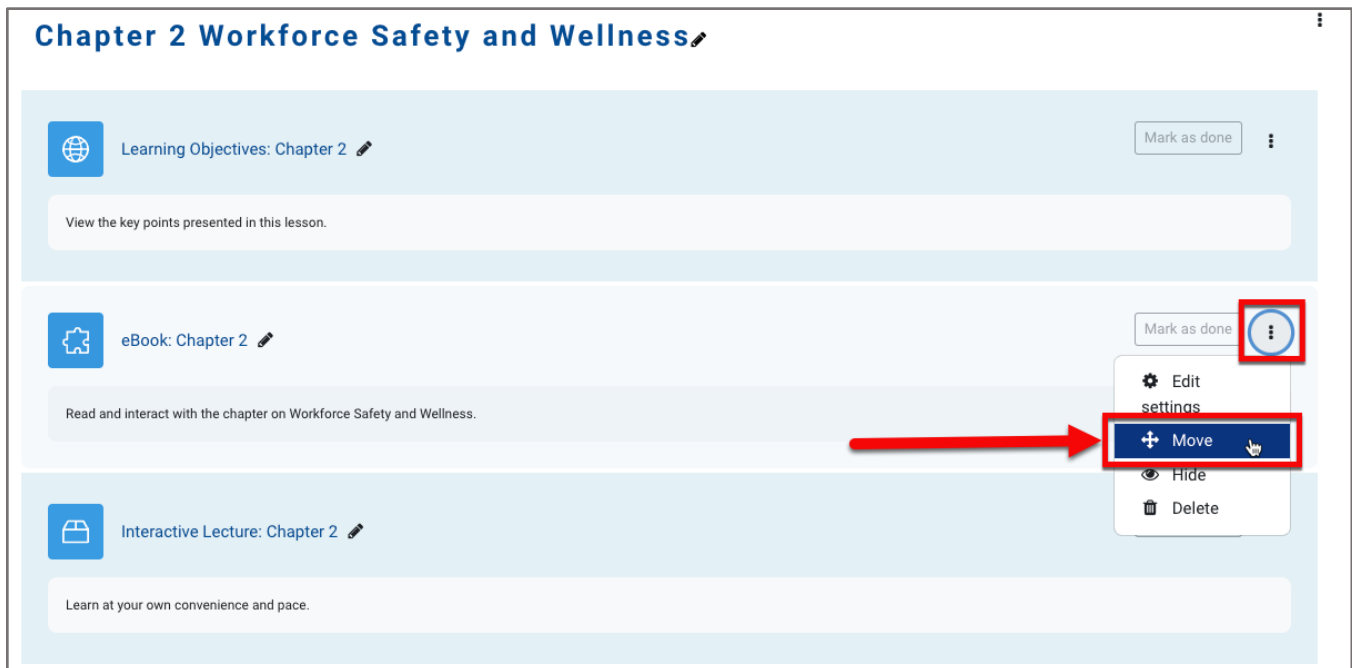 Chapter 2 Workforce Safety and Wellness
Learning Objectives: Chapter 2
Mark as done
View the key points presented in this lesson.
eBook: Chapter 2
Mark as done
Edit
settings
Read and interact with the chapter on Workforce Safety and Wellness.
Move
Hide
Delete
Interactive Lecture: Chapter 2
Learn at your own convenience and pace.